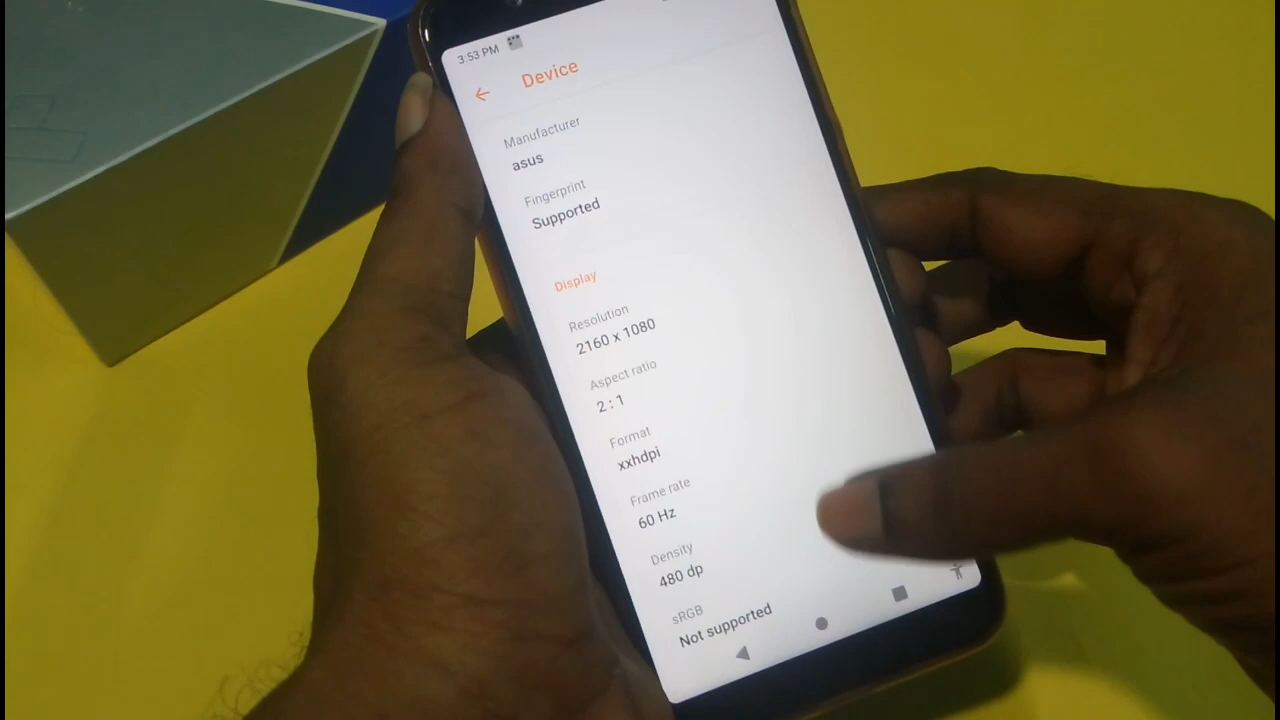 3:53 PM
Device
Manufacturer
asus
Fingerprint
Supported
Display
Resolution
2160 x 1080
Aspect ratio
2 : 1
Format
xxhdpi
Frame rate
60 Hz
Density
480 dp
sRGB
Not supported